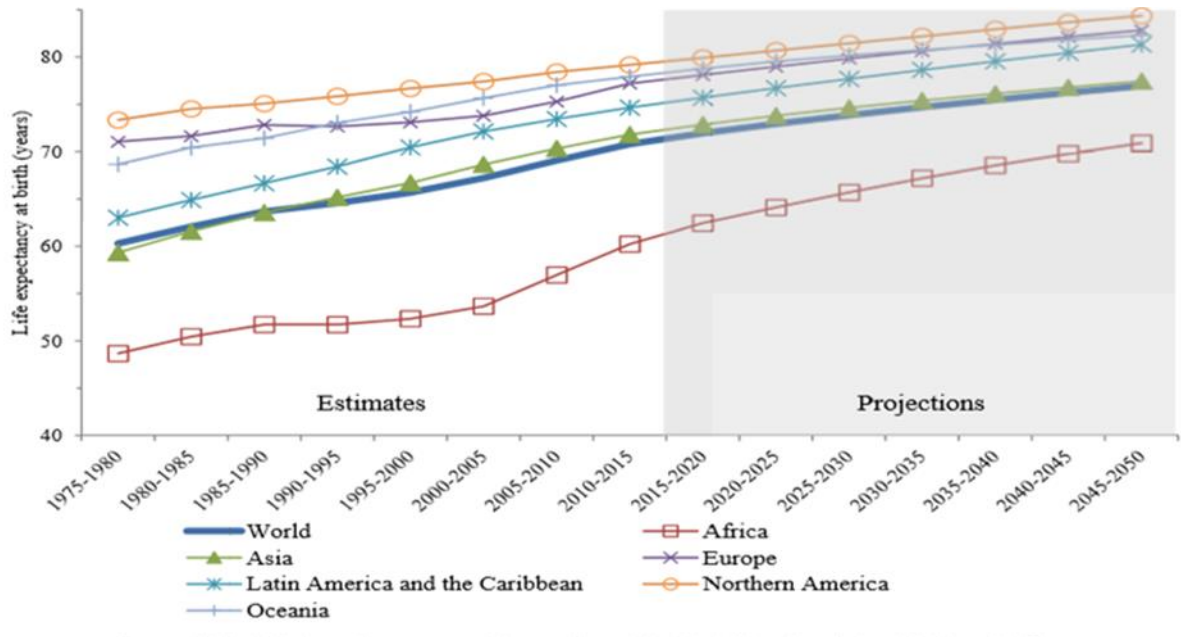 Life expectancy at birth (years)
80
70
60
50
40
Estimates
Projections
1975-1980
1980-1985
1985-1990
1990-1995
1995-2000
2000-2005
2005-2010
2010-2015
2015-2020
2020-2025
2025-2030
2030-2035
2035-2040
2040-2045
2045-2050
World
Africa
Asia
Europe
Latin America and the Caribbean
Northern America
Oceania